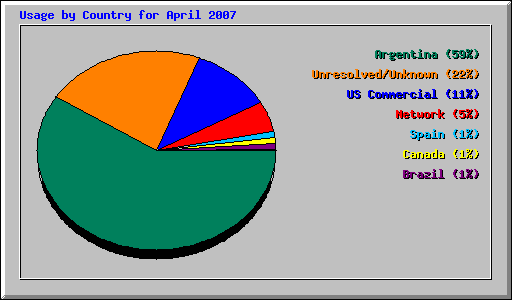 Usage by Country for April 2007
Argentina (59%)
Unresolved/Unknown (22%)
US Commercial (11%)
Network (5%)
Spain (1%)
Canada (1%)
Brazil (1%)